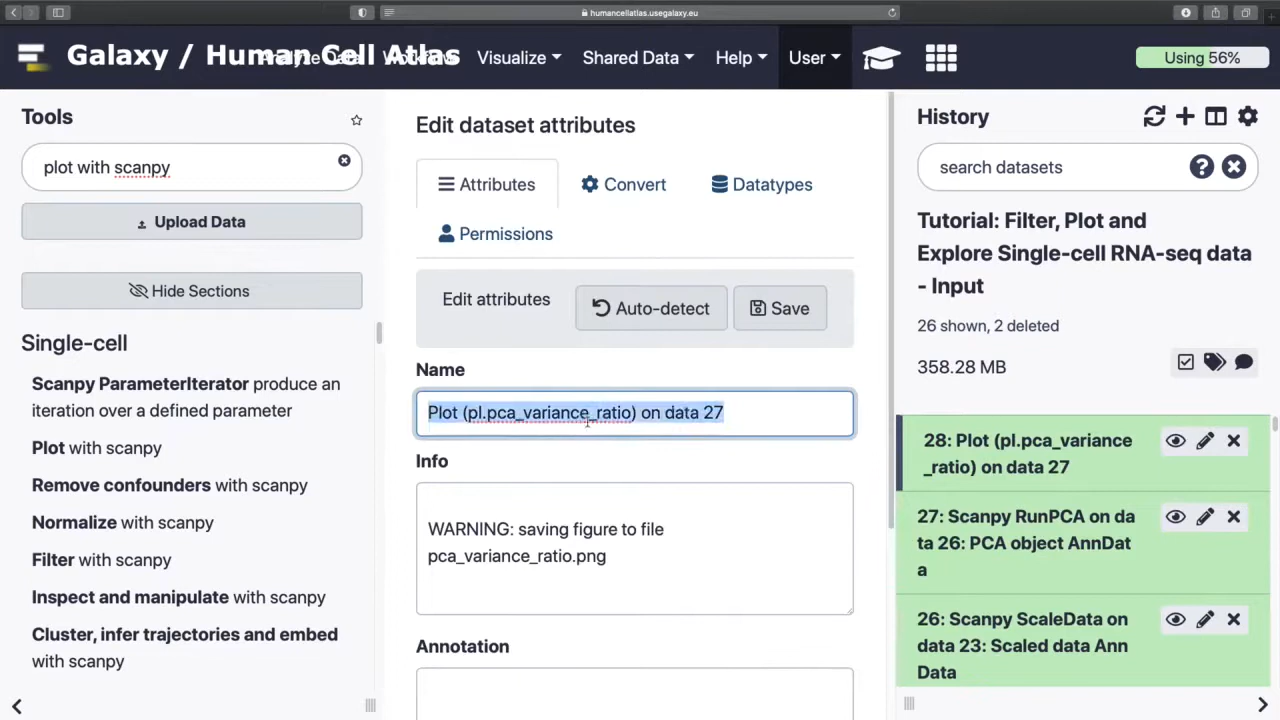 humancellatlas.usegalaxy.eu
Galaxy / Human Cell Atlas
Analyze Data
Workflow
Visualize
Shared Data
Help
User
Using 56%
Tools
plot with scanpy
Upload Data
Hide Sections
Single-cell
Scanpy ParameterIterator produce an
iteration over a defined parameter
Plot with scanpy
Remove confounders with scanpy
Normalize with scanpy
Filter with scanpy
Inspect and manipulate with scanpy
Cluster, infer trajectories and embed
with scanpy
Edit dataset attributes
Attributes
Convert
Datatypes
Permissions
Edit attributes
Auto-detect
Save
Name
Plot (pl.pca_variance_ratio) on data 27
Info
WARNING: saving figure to file
pca_variance_ratio.png
Annotation
History
search datasets
Tutorial: Filter, Plot and
Explore Single-cell RNA-seq data
- Input
26 shown, 2 deleted
358.28 MB
28: Plot (pl.pca_variance
_ratio) on data 27
27: Scanpy RunPCA on da
ta 26: PCA object AnnDat
a
26: Scanpy ScaleData on
data 23: Scaled data Ann
Data